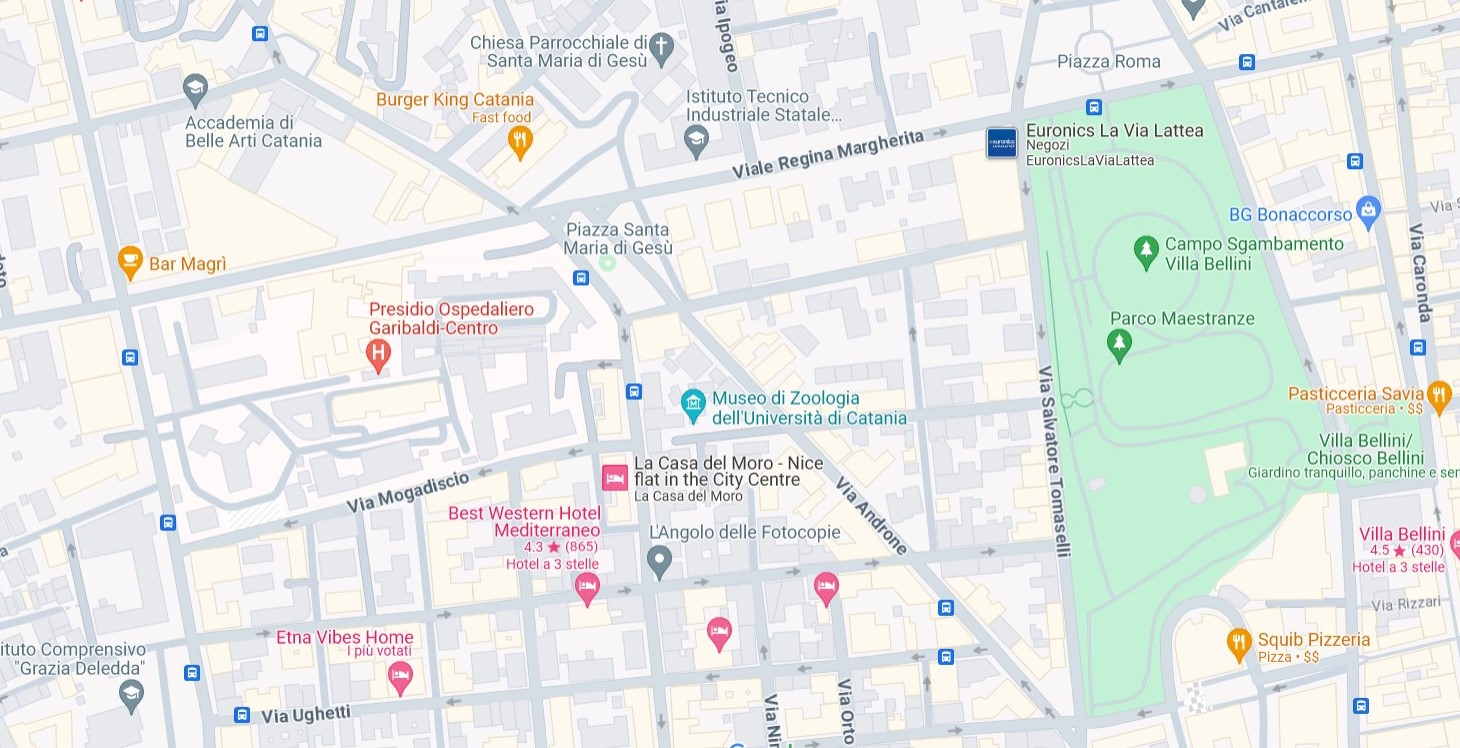 Via Ipogeo
Via Cantarel
Chiesa Parrocchiale di
Santa Maria di Gesù
Piazza Roma
Burger King Catania
Fast food
Istituto Tecnico
Industriale Statale...
Accademia di
Belle Arti Catania
Viale Regina Margherita
Euronics La Via Lattea
Negozi
EuronicsLaViaLattea
BG Bonaccorso
Via S
Piazza Santa
Maria di Gesù
Campo Sgambamento
Villa Bellini
Via Caronda
Bar Magrì
Presidio Ospedaliero
Garibaldi-Centro
H
Parco Maestranze
Museo di Zoologia
dell'Università di Catania
Via Salvatore Tomaselli
Pasticceria Savia
Pasticceria • $$
Villa Bellini/
Chiosco Bellini
Giardino tranquillo, panchine e ser
Via Mogadiscio
La Casa del Moro - Nice
flat in the City Centre
La Casa del Moro
Via Androne
Best Western Hotel
Mediterraneo
4.3 ★ (865)
Hotel a 3 stelle
L'Angolo delle Fotocopie
Villa Bellini
4.5 ★ (430)
Hotel a 3 stelle
Via Rizzari
Etna Vibes Home
I più votati
ituto Comprensivo
"Grazia Deledda"
Squib Pizzeria
Pizza • $$
Via Ughetti
Via Nin
Via Orto